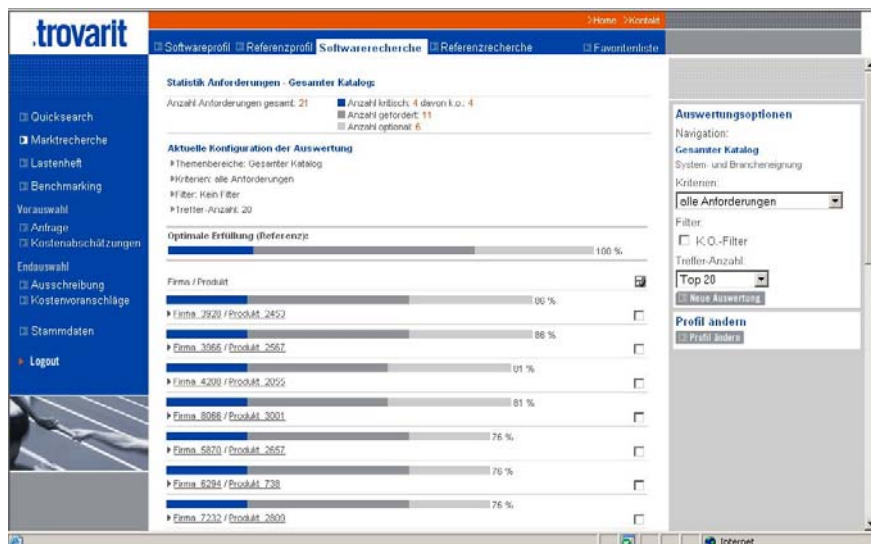 .trovarit
Home Kontakt
Softwareprofil Referenzprofil Softwarerecherche Referenzrecherche Favoritenliste
Quicksearch
Marktrecherche
Lastenheft
Benchmarking
Vorauswahl
Anfrage
Kostenabschätzungen
Endauswahl
Ausschreibung
Kostenvoranschläge
Stammdaten
Logout
Statistik Anforderungen - Gesamter Katalog:
Anzahl Anforderungen gesamt: 21
Anzahl kritisch: 4 davon k.o.: 4
Anzahl gefordert: 11
Anzahl optional: 6
Aktuelle Konfiguration der Auswertung
Themenbereiche: Gesamter Katalog
Kriterien: alle Anforderungen
Filter: Kein Filter
Treffer-Anzahl: 20
Optimale Erfüllung (Referenz):
100 %
Firma / Produkt
86 %
Firma_3920 / Produkt_2453
86 %
Firma_3966 / Produkt_2567
81 %
Firma_4200 / Produkt_2055
81 %
Firma_8066 / Produkt_3001
76 %
Firma_5870 / Produkt_2657
76 %
Firma_6294 / Produkt_738
76 %
Firma_7232 / Produkt_2809
Auswertungsoptionen
Navigation:
Gesamter Katalog
System- und Brancheneignung
Kriterien:
alle Anforderungen
Filter:
K.O.-Filter
Treffer-Anzahl:
Top 20
Neue Auswertung
Profil ändern
Profil ändern
Internet